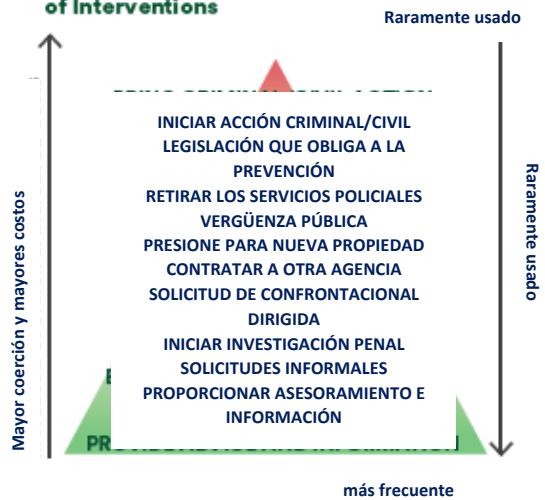 of Interventions
Raramente usado
INICIAR ACCIÓN CRIMINAL/CIVIL
LEGISLACIÓN QUE OBLIGA A LA
PREVENCIÓN
RETIRAR LOS SERVICIOS POLICIALES
VERGÜENZA PÚBLICA
PRESIONE PARA NUEVA PROPIEDAD
CONTRATAR A OTRA AGENCIA
SOLICITUD DE CONFRONTACIONAL
DIRIGIDA
INICIAR INVESTIGACIÓN PENAL
SOLICITUDES INFORMALES
PROPORCIONAR ASESORAMIENTO E
INFORMACIÓN
Mayor coerción y mayores costos
Raramente usado
más frecuente